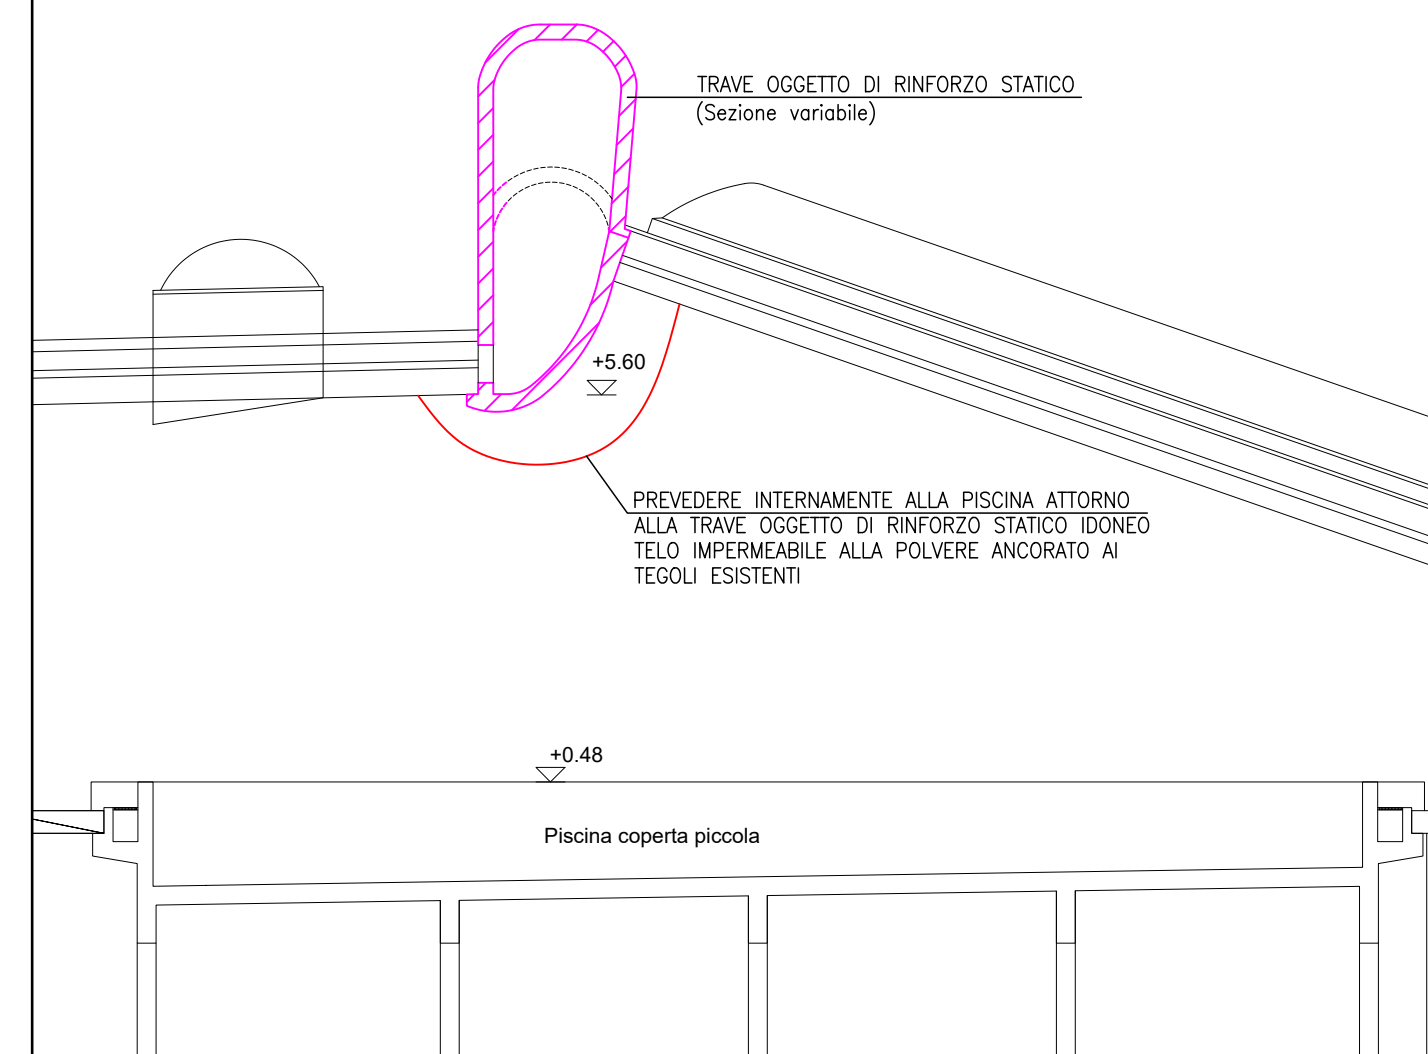 TRAVE OGGETTO DI RINFORZO STATICO
(Sezione variabile)
+5.60
PREVEDERE INTERNAMENTE ALLA PISCINA ATTORNO
ALLA TRAVE OGGETTO DI RINFORZO STATICO IDONEO
TELO IMPERMEABILE ALLA POLVERE ANCORATO AI
TEGOLI ESISTENTI
+0.48
Piscina coperta piccola